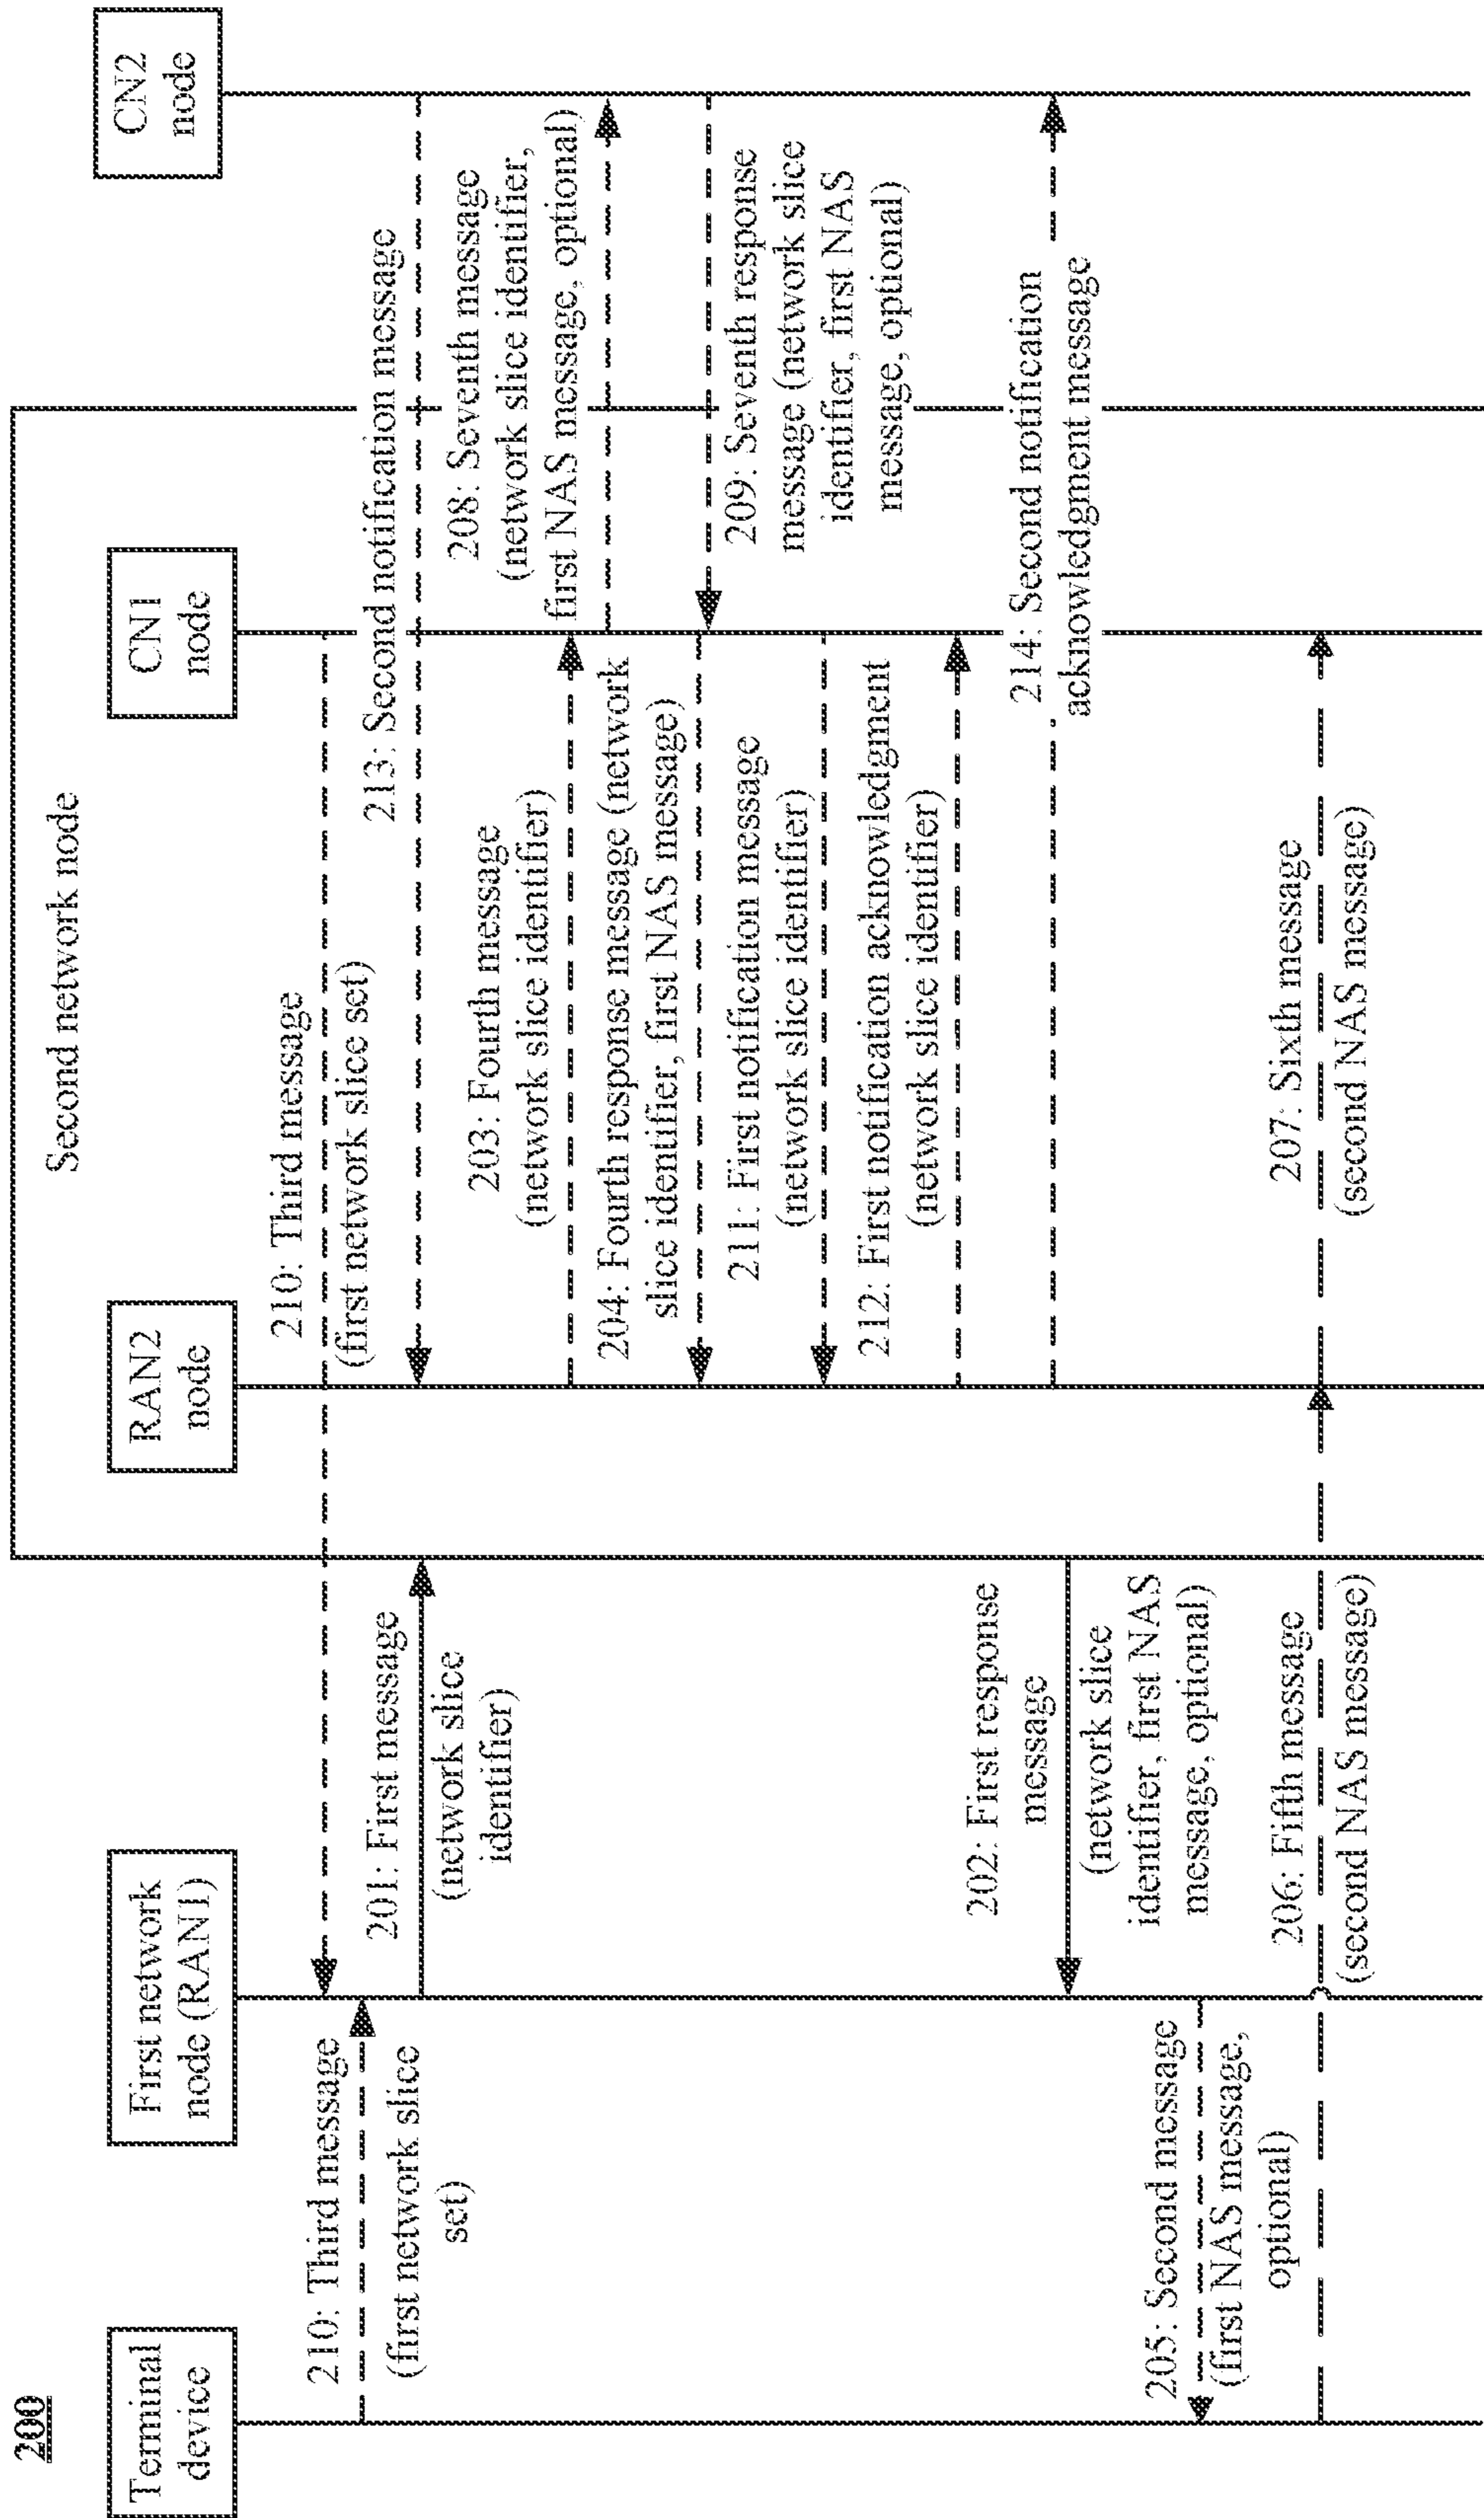 200
Second network node
Terminal
device
First network
node (RAN1)
RAN2
node
CN1
node
CN2
node
210: Third message
(first network slice set)
210: Third message
(first network slice
set)
213: Second notification message
201: First message
(network slice
identifier)
203: Fourth message
(network slice identifier)
208: Seventh message
(network slice identifier,
first NAS message, optional)
204: Fourth response message (network
slice identifier, first NAS message)
209: Seventh response
message (network slice
identifier, first NAS
message, optional)
211: First notification message
(network slice identifier)
212: First notification acknowledgment
(network slice identifier)
214: Second notification
acknowledgment message
202: First response
message
(network slice
identifier, first NAS
message, optional)
205: Second message
(first NAS message,
optional)
206: Fifth message
(second NAS message)
207: Sixth message
(second NAS message)